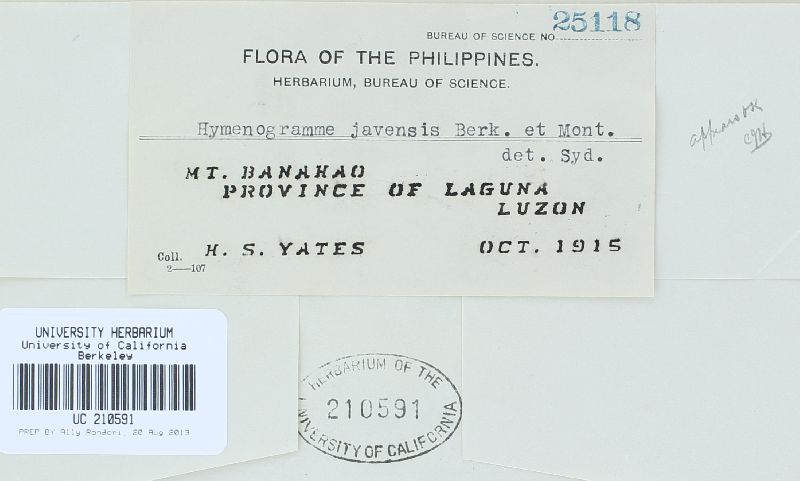 BUREAU OF SCIENCE NO. 25118
FLORA OF THE PHILIPPINES.
HERBARIUM, BUREAU OF SCIENCE.
Hymenogramme javensis Berk. et Mont.
det. Syd.
MT. BANAHAO
PROVINCE OF LAGUNA
LUZON
Coll. H. S. YATES OCT. 1915
2—107
appears ok
UNIVERSITY HERBARIUM
University of California
Berkeley
UC 210591
PREP BY Ally Rondoni, 20 Aug 2013
HERBARIUM OF THE
210591
UNIVERSITY OF CALIFORNIA